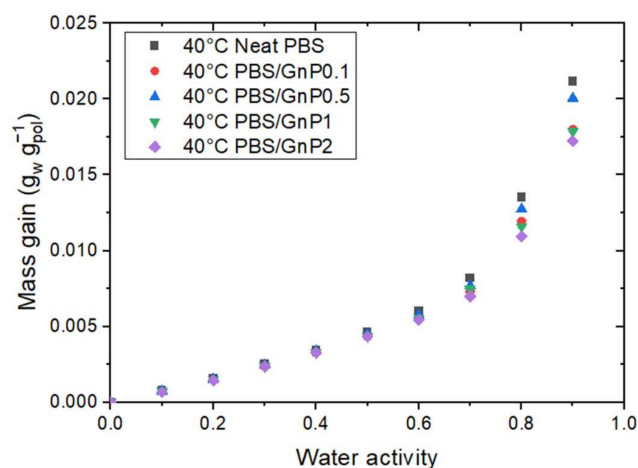 0.025
0.020
0.015
0.010
0.005
0.000
Mass gain (g_w g_pol^-1)
40°C Neat PBS
40°C PBS/GnP0.1
40°C PBS/GnP0.5
40°C PBS/GnP1
40°C PBS/GnP2
0.0 0.2 0.4 0.6 0.8 1.0
Water activity